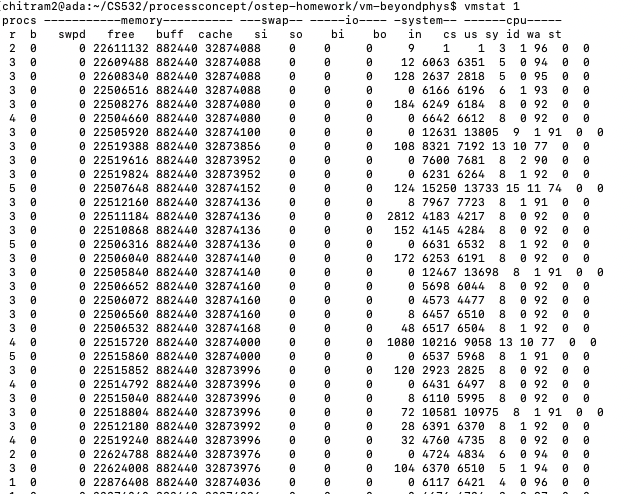 chitram2@ada:~/CS532/processconcept/ostep-homework/vm-beyondphys$ vmstat 1
procs -----------memory---------- ---swap-- -----io---- -system-- ------cpu-----
r b swpd free buff cache si so bi bo in cs us sy id wa st
2 0 0 22611132 882440 32874088 0 0 0 9 1 1 3 1 96 0 0
3 0 0 22609488 882440 32874088 0 0 0 12 6063 6351 5 0 94 0 0
3 0 0 22608340 882440 32874088 0 0 0 128 2637 2818 5 0 95 0 0
3 0 0 22506516 882440 32874088 0 0 0 0 6166 6196 6 1 93 0 0
3 0 0 22508276 882440 32874080 0 0 0 184 6249 6184 8 0 92 0 0
4 0 0 22504660 882440 32874080 0 0 0 0 6642 6612 8 0 92 0 0
3 0 0 22505920 882440 32874100 0 0 0 0 12631 13805 9 1 91 0 0
3 0 0 22519388 882440 32873856 0 0 0 108 8321 7192 13 10 77 0 0
3 0 0 22519616 882440 32873952 0 0 0 0 7600 7681 8 2 90 0 0
3 0 0 22519824 882440 32873952 0 0 0 0 6231 6264 8 1 92 0 0
5 0 0 22507648 882440 32874152 0 0 0 124 15250 13733 15 11 74 0 0
3 0 0 22512160 882440 32874136 0 0 0 8 7967 7723 8 1 91 0 0
3 0 0 22511184 882440 32874136 0 0 0 2812 4183 4217 8 0 92 0 0
3 0 0 22510868 882440 32874136 0 0 0 152 4145 4284 8 0 92 0 0
5 0 0 22506316 882440 32874136 0 0 0 0 6631 6532 8 1 92 0 0
3 0 0 22506040 882440 32874140 0 0 0 172 6253 6191 8 0 92 0 0
3 0 0 22505840 882440 32874140 0 0 0 0 12467 13698 8 1 91 0 0
3 0 0 22506652 882440 32874160 0 0 0 0 5698 6044 8 0 92 0 0
3 0 0 22506072 882440 32874160 0 0 0 0 4573 4477 8 0 92 0 0
3 0 0 22506560 882440 32874160 0 0 0 8 6457 6510 8 0 92 0 0
3 0 0 22506532 882440 32874168 0 0 0 48 6517 6504 8 1 92 0 0
4 0 0 22515720 882440 32874000 0 0 0 1080 10216 9058 13 10 77 0 0
5 0 0 22515860 882440 32874000 0 0 0 0 6537 5968 8 1 91 0 0
3 0 0 22515852 882440 32873996 0 0 0 120 2923 2825 8 0 92 0 0
4 0 0 22514792 882440 32873996 0 0 0 0 6431 6497 8 0 92 0 0
3 0 0 22515040 882440 32873996 0 0 0 8 6110 5995 8 0 92 0 0
3 0 0 22518804 882440 32873996 0 0 0 72 10581 10975 8 1 91 0 0
3 0 0 22512180 882440 32873992 0 0 0 28 6391 6370 8 1 92 0 0
4 0 0 22519240 882440 32873996 0 0 0 32 4760 4735 8 0 92 0 0
2 0 0 22624788 882440 32873976 0 0 0 0 4724 4834 6 0 94 0 0
3 0 0 22624008 882440 32873976 0 0 0 104 6370 6510 5 1 94 0 0
1 0 0 22876408 882440 32874036 0 0 0 0 6117 6421 4 0 96 0 0